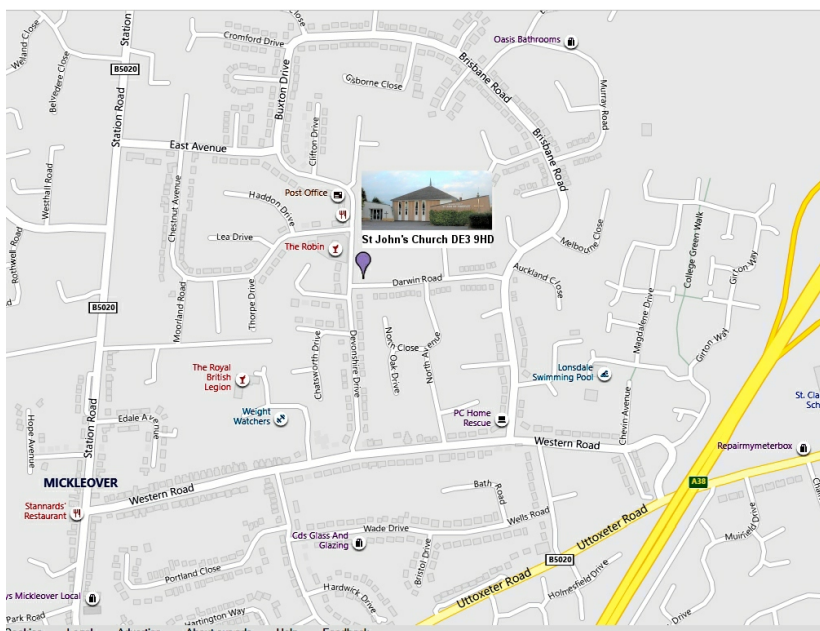 Station
Cromford Drive
Close
Oasis Bathrooms
Welland Close
Belvedere Close
B5020
Station Road
Buxton Drive
Gisborne Close
Brisbane Road
Murray Road
East Avenue
Clifton Drive
Brisbane Road
Westhall Road
Chestnut Avenue
Haddon Drive
Post Office
St John's Church DE3 9HD
Lea Drive
The Robin
Melbourne Close
College Green Walk
Girton Way
Rothwell Road
Darwin Road
Auckland Close
Moorland Road
Thorpe Drive
B5020
Magdalene Drive
Girton Way
Chatsworth Drive
Devonshire Drive
North Close
Oak Drive
North Avenue
The Royal
British
Legion
Lonsdale
Swimming Pool
Weight
Watchers
PC Home
Rescue
Chevin Avenue
St. Cla
Sch
Hope Avenue
Station Road
Edale Ave
Western Road
Repairmymeterbox
MICKLEOVER
Western Road
Stannards'
Restaurant
Bath Road
A38
Uttoxeter Road
Wells Road
Wade Drive
Cds Glass And
Glazing
Bristol Drive
Muirfield Drive
B5020
Portland Close
Hardwick Drive
Uttoxeter Road
Holmesfield Drive
ys Mickleover Local
Park Road
Hartington Way
Drive